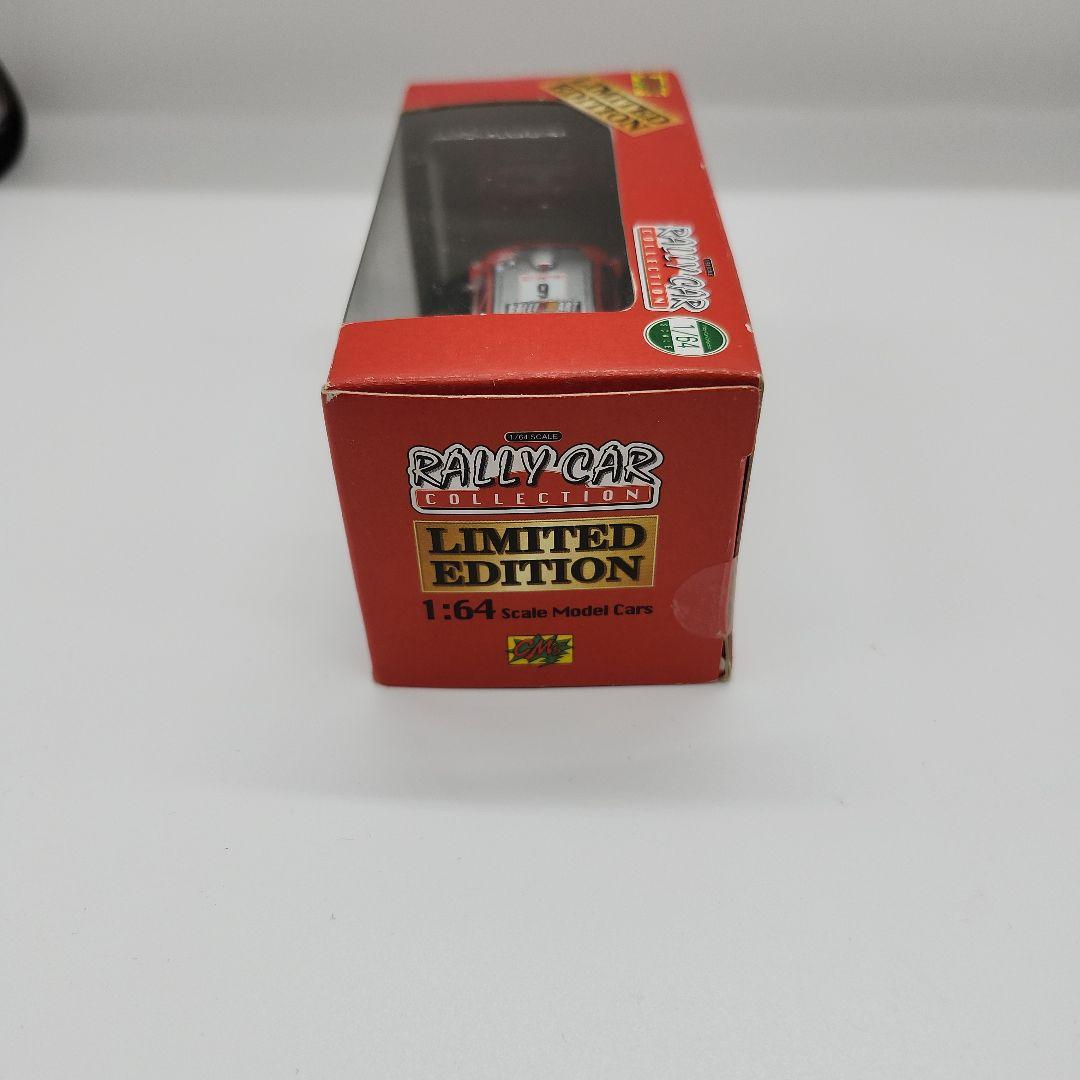 LIMITED
EDITION
RALLY CAR
COLLECTION
1/64
SCALE
1/64 SCALE
RALLY CAR
COLLECTION
LIMITED
EDITION
1:64 Scale Model Cars
CM's